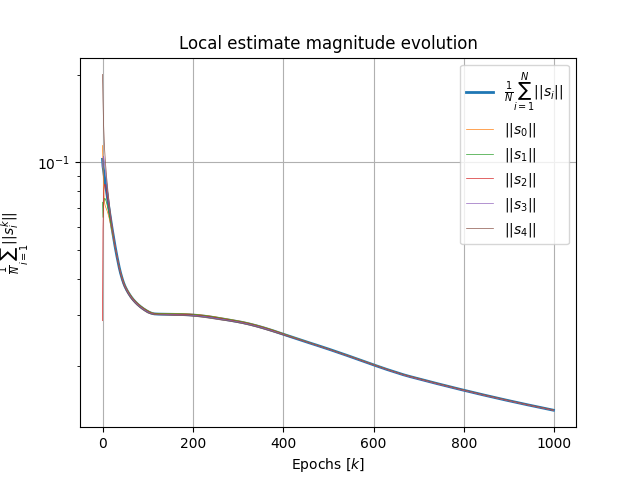 Local estimate magnitude evolution
$\frac{1}{N}\sum_{i=1}^{N}||s_i||$
$||s_0||$
$||s_1||$
$||s_2||$
$||s_3||$
$||s_4||$
$10^{-1}$
$\frac{1}{N}\sum_{i=1}||s_i^k||$
0 200 400 600 800 1000
Epochs [$k$]